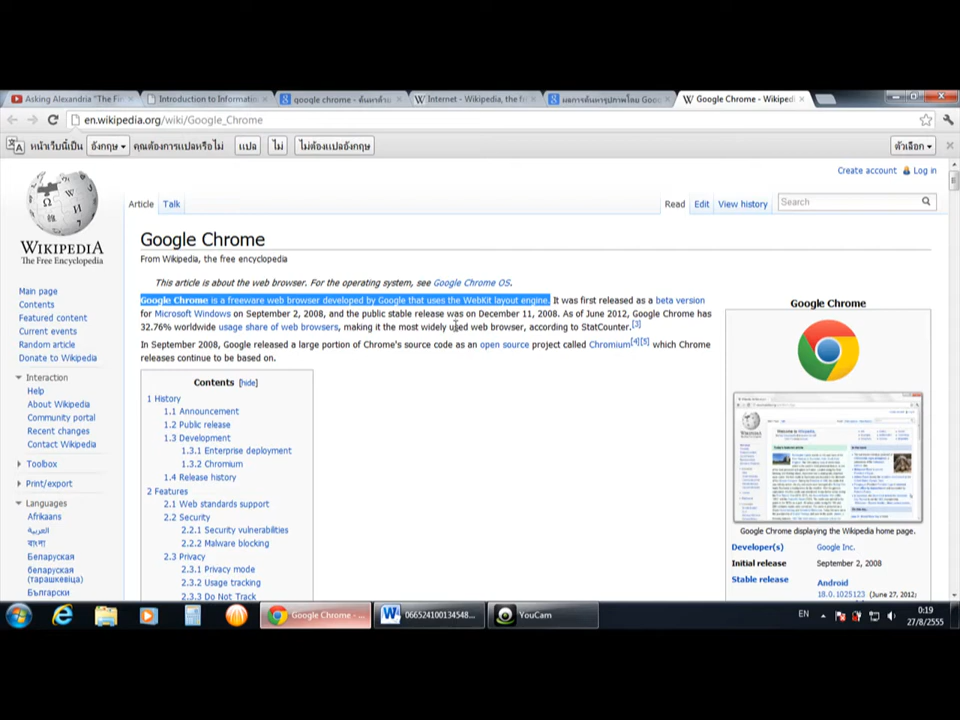 Asking Alexandria "The Fi
Introduction to Informati
google chrome - ค้นหาด้วย
Internet - Wikipedia, the f
ผลการค้นหารูปภาพโดย Goo
Google Chrome - Wikiped
en.wikipedia.org/wiki/Google_Chrome
หน้าเว็บนี้เป็น อังกฤษ คุณต้องการแปลหรือไม่ แปล ไม่ ไม่ต้องแปลอังกฤษ ตัวเลือก
Create account Log in
Article Talk Read Edit View history Search
WIKIPEDIA
The Free Encyclopedia
Main page
Contents
Featured content
Current events
Random article
Donate to Wikipedia
Interaction
Help
About Wikipedia
Community portal
Recent changes
Contact Wikipedia
Toolbox
Print/export
Languages
Afrikaans
العربية
বাংলা
Беларуская
Беларуская
(тарашкевіца)
Български
Google Chrome
From Wikipedia, the free encyclopedia
This article is about the web browser. For the operating system, see Google Chrome OS.
Google Chrome is a freeware web browser developed by Google that uses the WebKit layout engine. It was first released as a beta version
for Microsoft Windows on September 2, 2008, and the public stable release was on December 11, 2008. As of June 2012, Google Chrome has
32.76% worldwide usage share of web browsers, making it the most widely used web browser, according to StatCounter.[3]
In September 2008, Google released a large portion of Chrome's source code as an open source project called Chromium[4][5] which Chrome
releases continue to be based on.
Contents [hide]
1 History
1.1 Announcement
1.2 Public release
1.3 Development
1.3.1 Enterprise deployment
1.3.2 Chromium
1.4 Release history
2 Features
2.1 Web standards support
2.2 Security
2.2.1 Security vulnerabilities
2.2.2 Malware blocking
2.3 Privacy
2.3.1 Privacy mode
2.3.2 Usage tracking
2.3.3 Do Not Track
Google Chrome
Google Chrome displaying the Wikipedia home page.
Developer(s) Google Inc.
Initial release September 2, 2008
Stable release Android
18.0.1025123 (June 27, 2012;
Google Chrome - ...
066524100134548...
YouCam
EN
0:19
27/8/2555